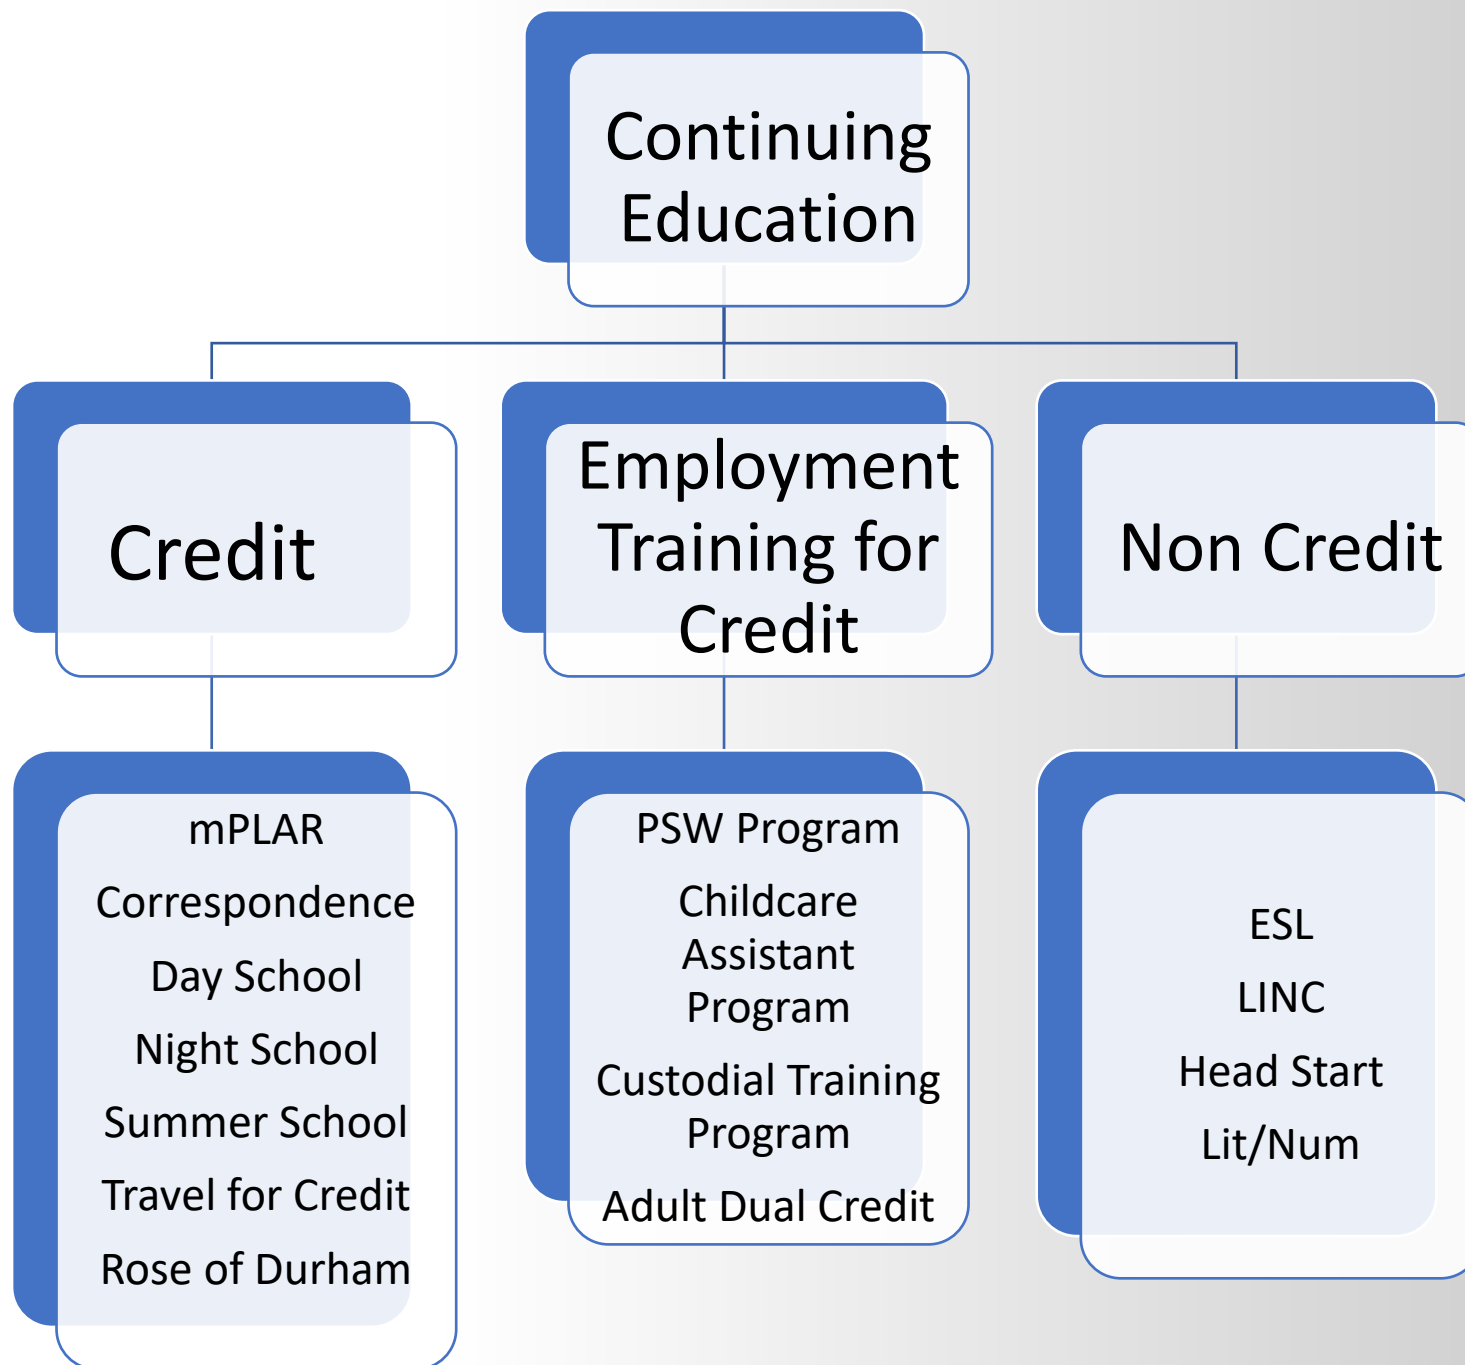 Continuing
Education
Credit
Employment
Training for
Credit
Non Credit
mPLAR
Correspondence
Day School
Night School
Summer School
Travel for Credit
Rose of Durham
PSW Program
Childcare
Assistant
Program
Custodial Training
Program
Adult Dual Credit
ESL
LINC
Head Start
Lit/Num